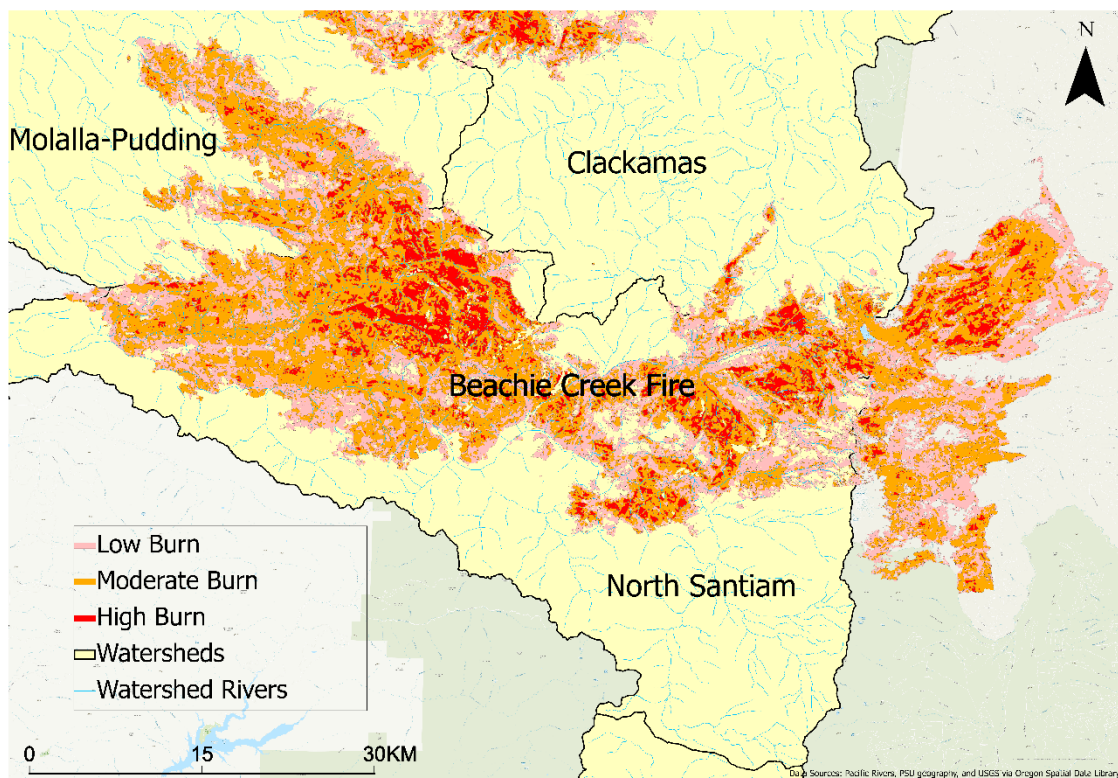 N
Molalla-Pudding
Clackamas
Beachie Creek Fire
North Santiam
Low Burn
Moderate Burn
High Burn
Watersheds
Watershed Rivers
0 15 30KM
Data Sources: Pacific Rivers, PSU geography, and USGS via Oregon Spatial Data Library